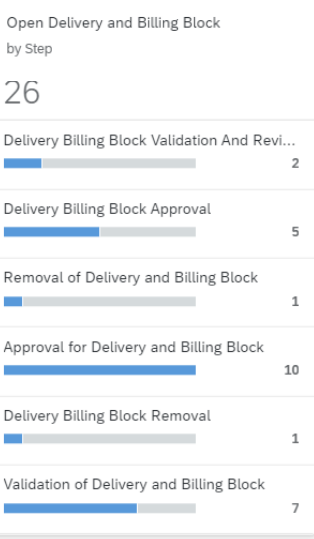 Open Delivery and Billing Block
by Step
26
Delivery Billing Block Validation And Revi...
2
Delivery Billing Block Approval
5
Removal of Delivery and Billing Block
1
Approval for Delivery and Billing Block
10
Delivery Billing Block Removal
1
Validation of Delivery and Billing Block
7